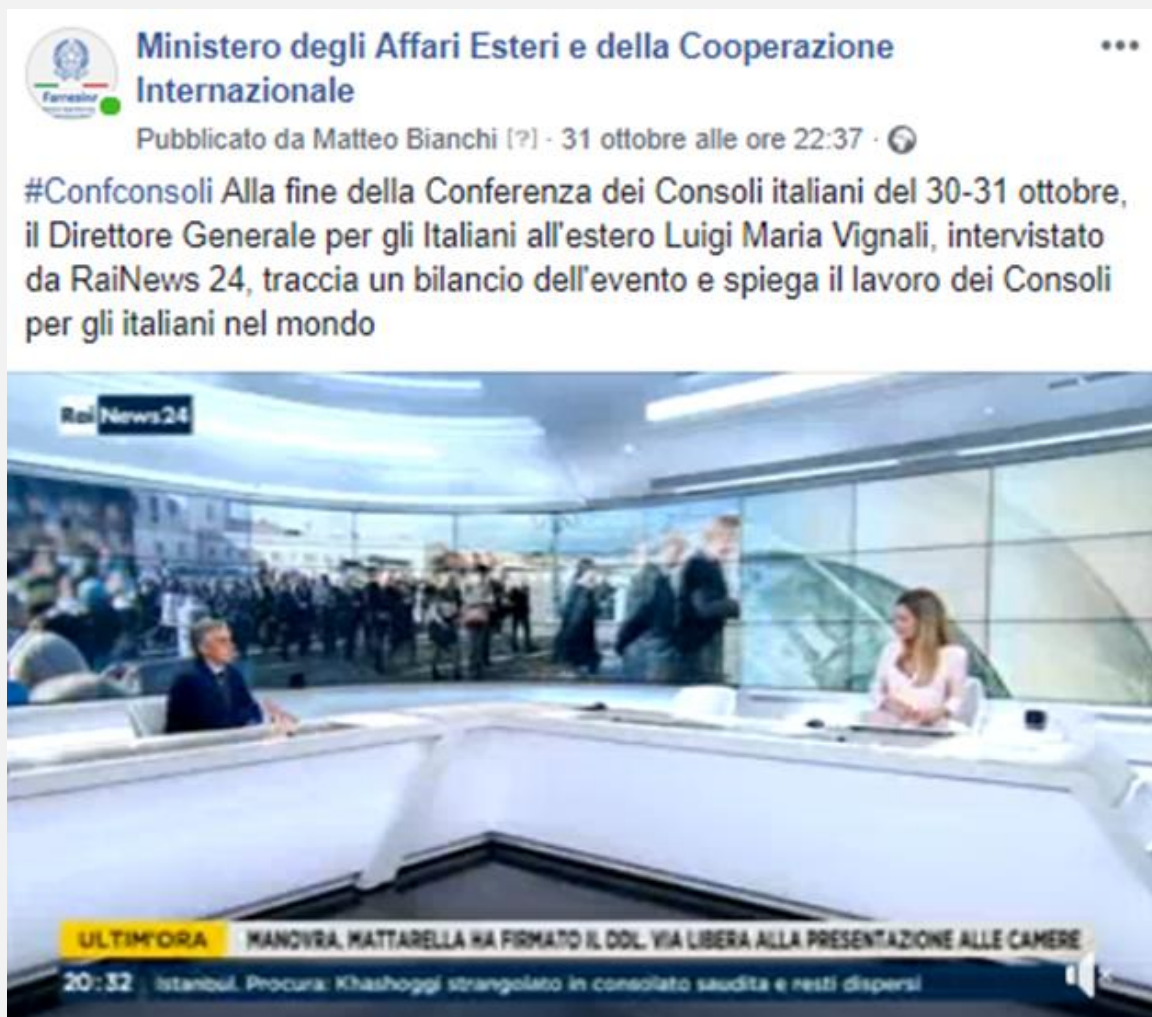 Ministero degli Affari Esteri e della Cooperazione
Internazionale
Farnesina
Pubblicato da Matteo Bianchi [?] · 31 ottobre alle ore 22:37 ·
#Confconsoli Alla fine della Conferenza dei Consoli italiani del 30-31 ottobre,
il Direttore Generale per gli Italiani all'estero Luigi Maria Vignali, intervistato
da RaiNews 24, traccia un bilancio dell'evento e spiega il lavoro dei Consoli
per gli italiani nel mondo
Rai News24
ULTIM'ORA MANOVRA, MATTARELLA HA FIRMATO IL DDL. VIA LIBERA ALLA PRESENTAZIONE ALLE CAMERE
20:32 Istanbul. Procura: Khashoggi strangolato in consolato saudita e resti dispersi